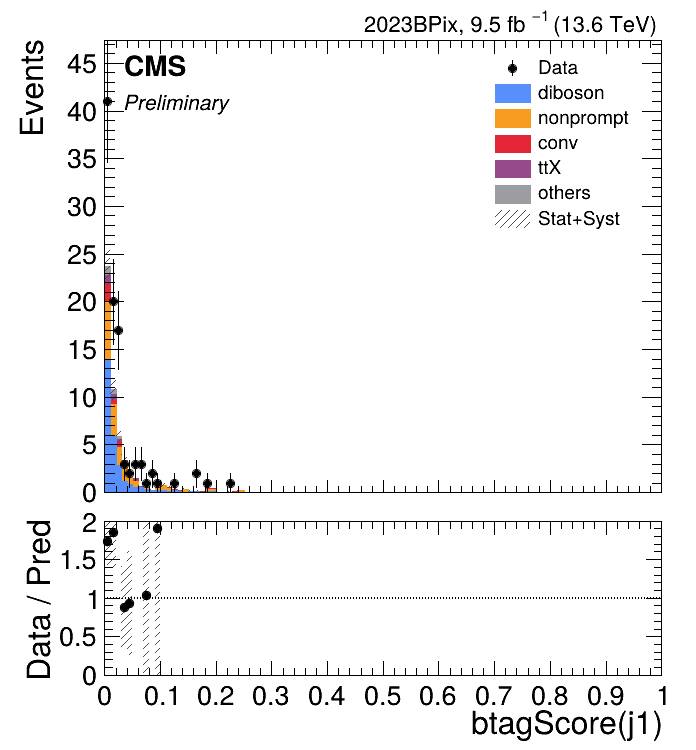 2023BPix, 9.5 fb⁻¹ (13.6 TeV)
Events
CMS
Preliminary
Data
diboson
nonprompt
conv
ttX
others
Stat+Syst
45
40
35
30
25
20
15
10
5
0
Data / Pred
2
1.5
1
0.5
0
0 0.1 0.2 0.3 0.4 0.5 0.6 0.7 0.8 0.9 1
btagScore(j1)